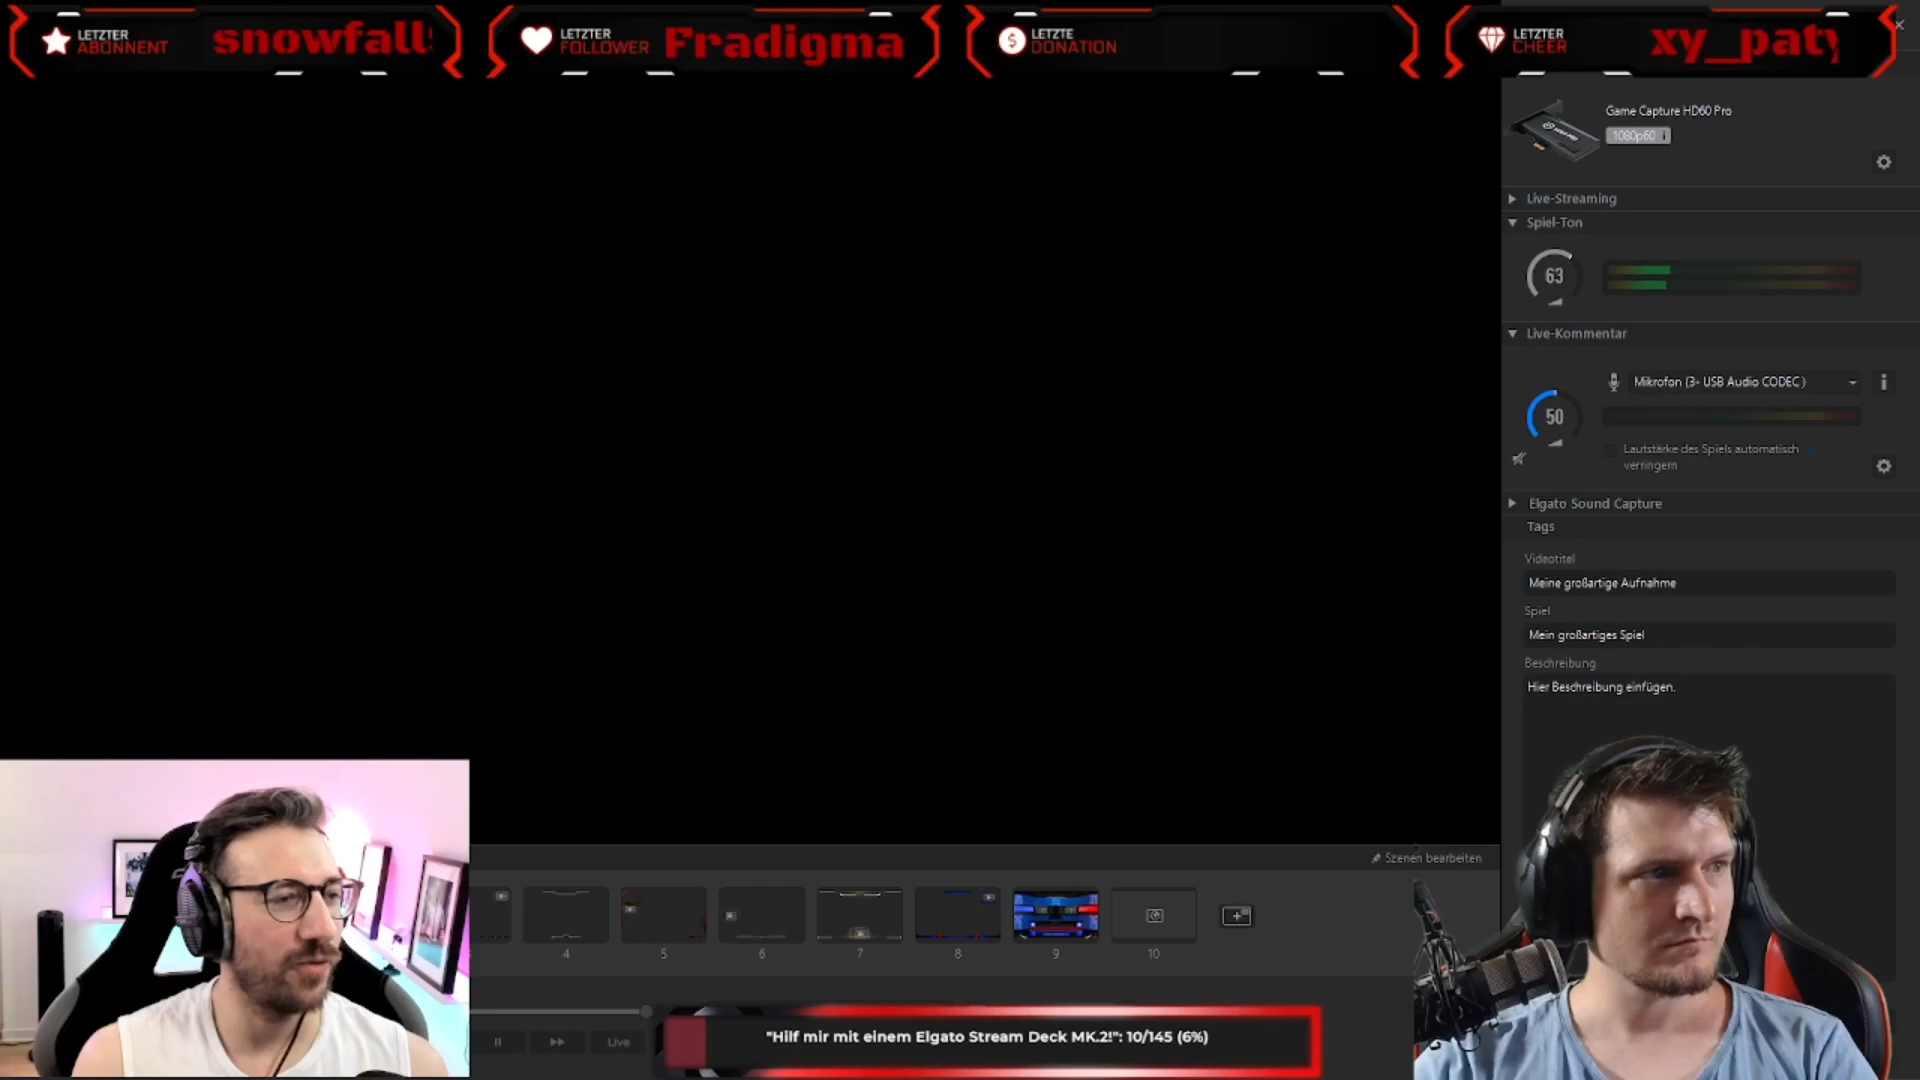 LETZTER
ABONNENT
snowfall
LETZTER
FOLLOWER
Fradigma
LETZTE
DONATION
LETZTER
CHEER
xy_paty
Game Capture HD60 Pro
1080p60 i
Live-Streaming
Spiel-Ton
63
Live-Kommentar
Mikrofon (3- USB Audio CODEC )
50
Lautstärke des Spiels automatisch
verringern
Elgato Sound Capture
Tags
Videotitel
Meine großartige Aufnahme
Spiel
Mein großartiges Spiel
Beschreibung
Hier Beschreibung einfügen.
Szenen bearbeiten
4
5
6
7
8
9
10
Live
"Hilf mir mit einem Elgato Stream Deck MK.2!": 10/145 (6%)